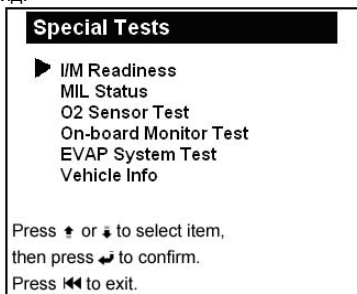 Special Tests
I/M Readiness
MIL Status
O2 Sensor Test
On-board Monitor Test
EVAP System Test
Vehicle Info
Press or to select item,
then press to confirm.
Press to exit.